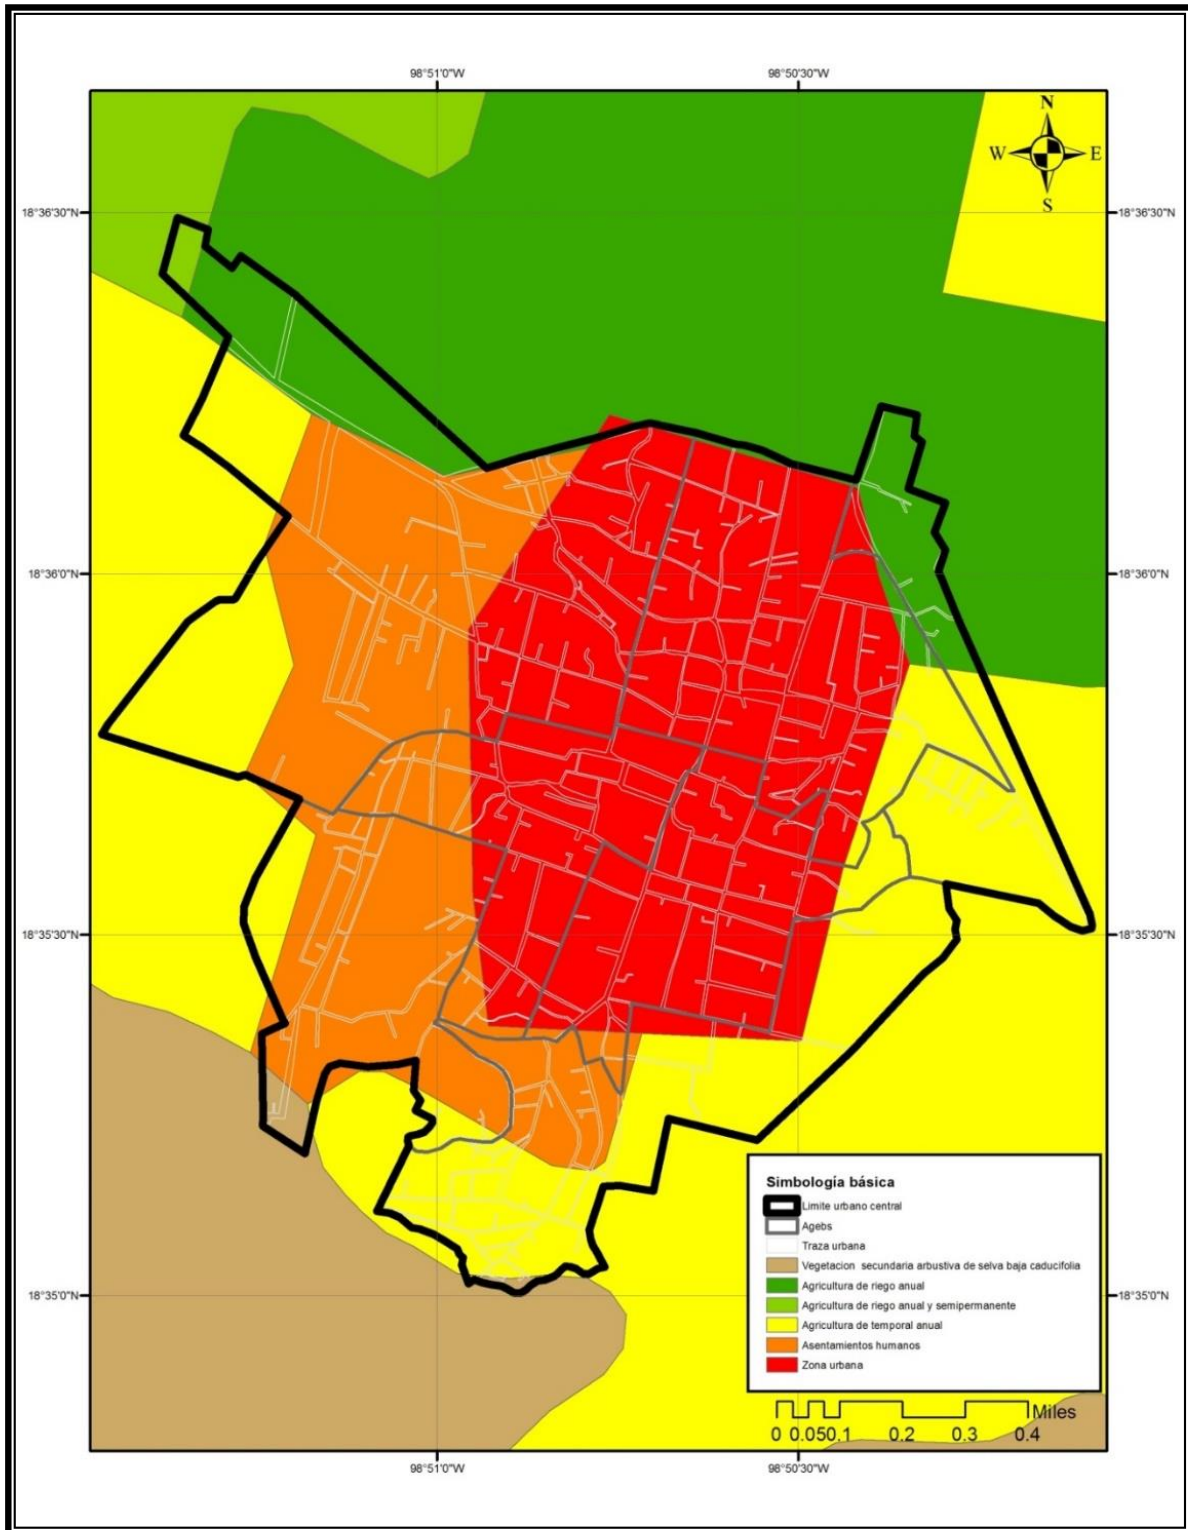 98°51'0"W
98°50'30"W
N
W
E
S
18°36'30"N
18°36'30"N
18°36'0"N
18°36'0"N
18°35'30"N
18°35'30"N
Simbología básica
Limite urbano central
Agebs
Traza urbana
Vegetacion secundaria arbustiva de selva baja caducifolia
Agricultura de riego anual
Agricultura de riego anual y semipermanente
Agricultura de temporal anual
Asentamientos humanos
Zona urbana
18°35'0"N
18°35'0"N
Miles
0 0.050.1 0.2 0.3 0.4
98°51'0"W
98°50'30"W